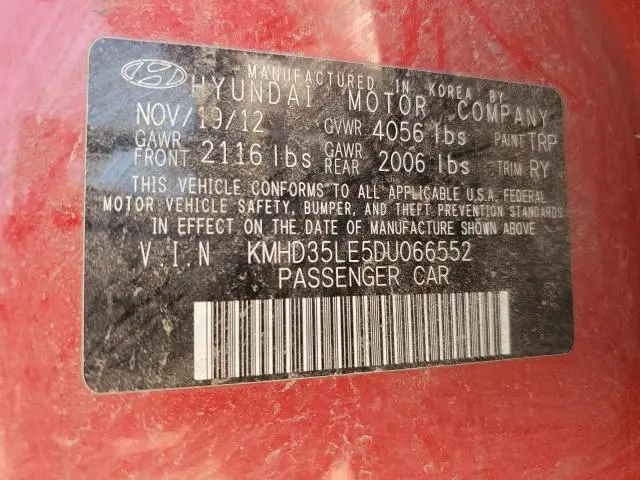 MANUFACTURED IN KOREA BY
HYUNDAI MOTOR COMPANY
NOV/19/12 GVWR 4056 lbs PAINT TRP
GAWR FRONT 2116 lbs GAWR REAR 2006 lbs TRIM RY
THIS VEHICLE CONFORMS TO ALL APPLICABLE U.S.A. FEDERAL
MOTOR VEHICLE SAFETY, BUMPER, AND THEFT PREVENTION STANDARDS
IN EFFECT ON THE DATE OF MANUFACTURE SHOWN ABOVE
V.I.N KMHD35LE5DU066552
PASSENGER CAR